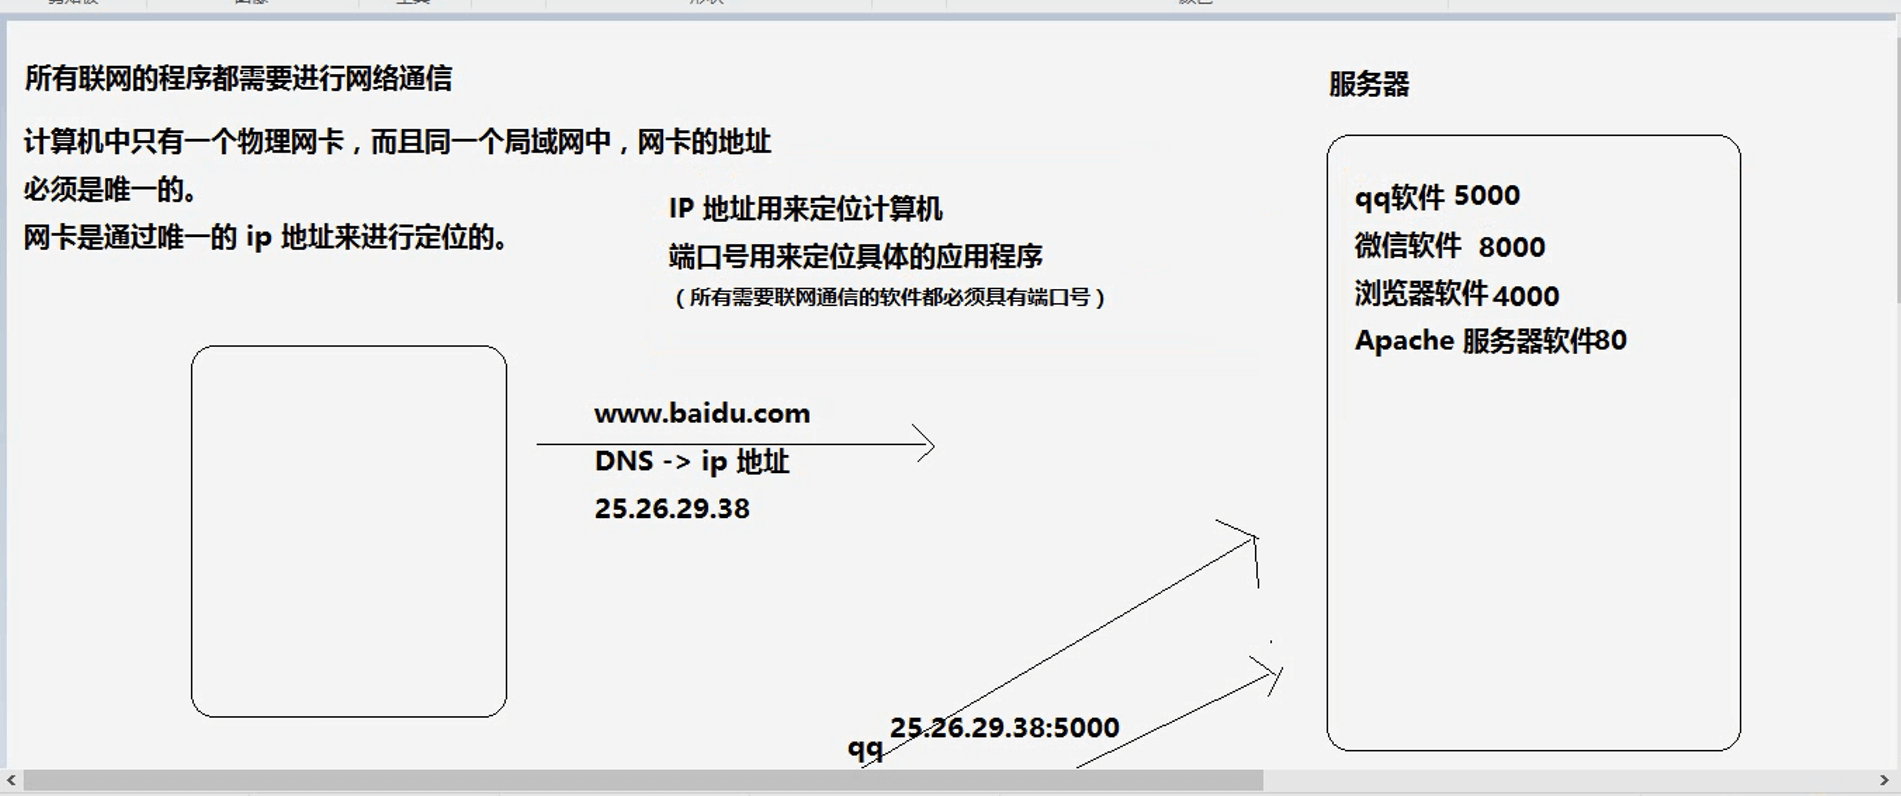 所有联网的程序都需要进行网络通信
计算机中只有一个物理网卡，而且同一个局域网中，网卡的地址
必须是唯一的。
网卡是通过唯一的 ip 地址来进行定位的。
IP 地址用来定位计算机
端口号用来定位具体的应用程序
（所有需要联网通信的软件都必须具有端口号）
www.baidu.com
DNS -> ip 地址
25.26.29.38
qq
25.26.29.38:5000
服务器
qq软件 5000
微信软件 8000
浏览器软件4000
Apache 服务器软件80